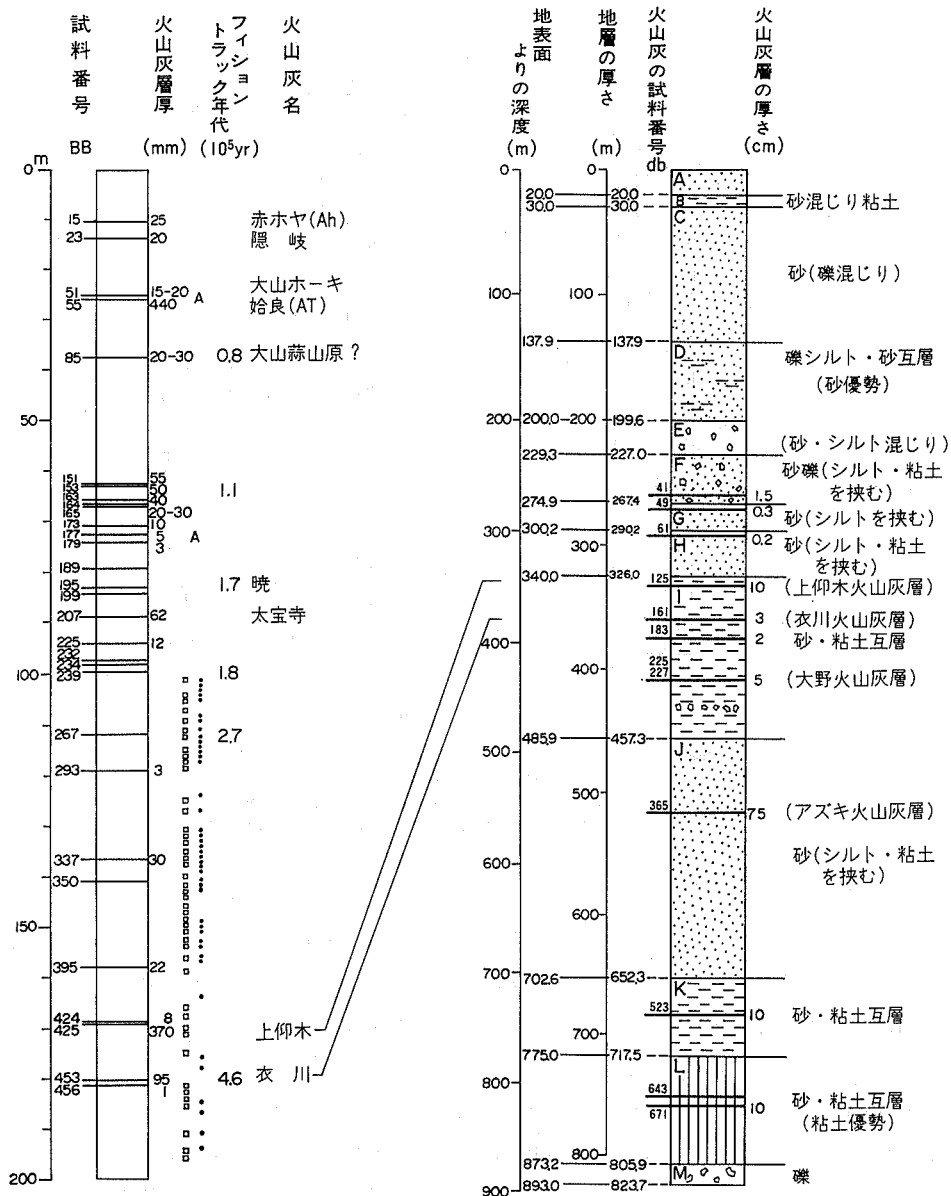 試料番号
BB
火山灰層厚
(mm)
フィション
トラック年代
(10⁵yr)
火山灰名
m
0
50
100
150
200
15 25 赤ホヤ(Ah)
23 20 隠岐
51 15-20 A 大山ホーキ
55 440 姶良(AT)
85 20-30 0.8 大山蒜山原?
151 55
153 50
163 40
165 20-30
1.1
173 10
177 5 A
179 3
189
195 1.7 暁
199
207 62 太宝寺
225 12
232
234
239 1.8
267 2.7
293 3
337 30
350
395 22
424 8
425 370 上仰木
453 95 4.6 衣川
456 1
地表面
よりの深度
(m)
地層の厚さ
(m)
火山灰の試料番号
db
火山灰層の厚さ
(cm)
0 0
A
20.0 20.0
B 砂混じり粘土
30.0 30.0
C
砂(礫混じり)
100 100
137.9 137.9
D 礫シルト・砂互層
(砂優勢)
200 200.0 200 199.6
E (砂・シルト混じり)
229.3 227.0
F 砂礫(シルト・粘土
を挟む)
41 1.5
274.9 267.4 49 0.3
G 砂(シルトを挟む)
300 300.2 290.2 61 0.2
300
H 砂(シルト・粘土
を挟む)
340.0 326.0
125 10 (上仰木火山灰層)
I
161 3 (衣川火山灰層)
183 2 砂・粘土互層
400 400
225
227 5 (大野火山灰層)
485.9 457.3
J
500 500
365 75 (アズキ火山灰層)
砂(シルト・粘土
を挟む)
600 600
700 702.6 652.3
K
523 10 砂・粘土互層
700
775.0 717.5
L
800
643
671 10 砂・粘土互層
(粘土優勢)
800
873.2 805.9
M 礫
900 893.0 823.7